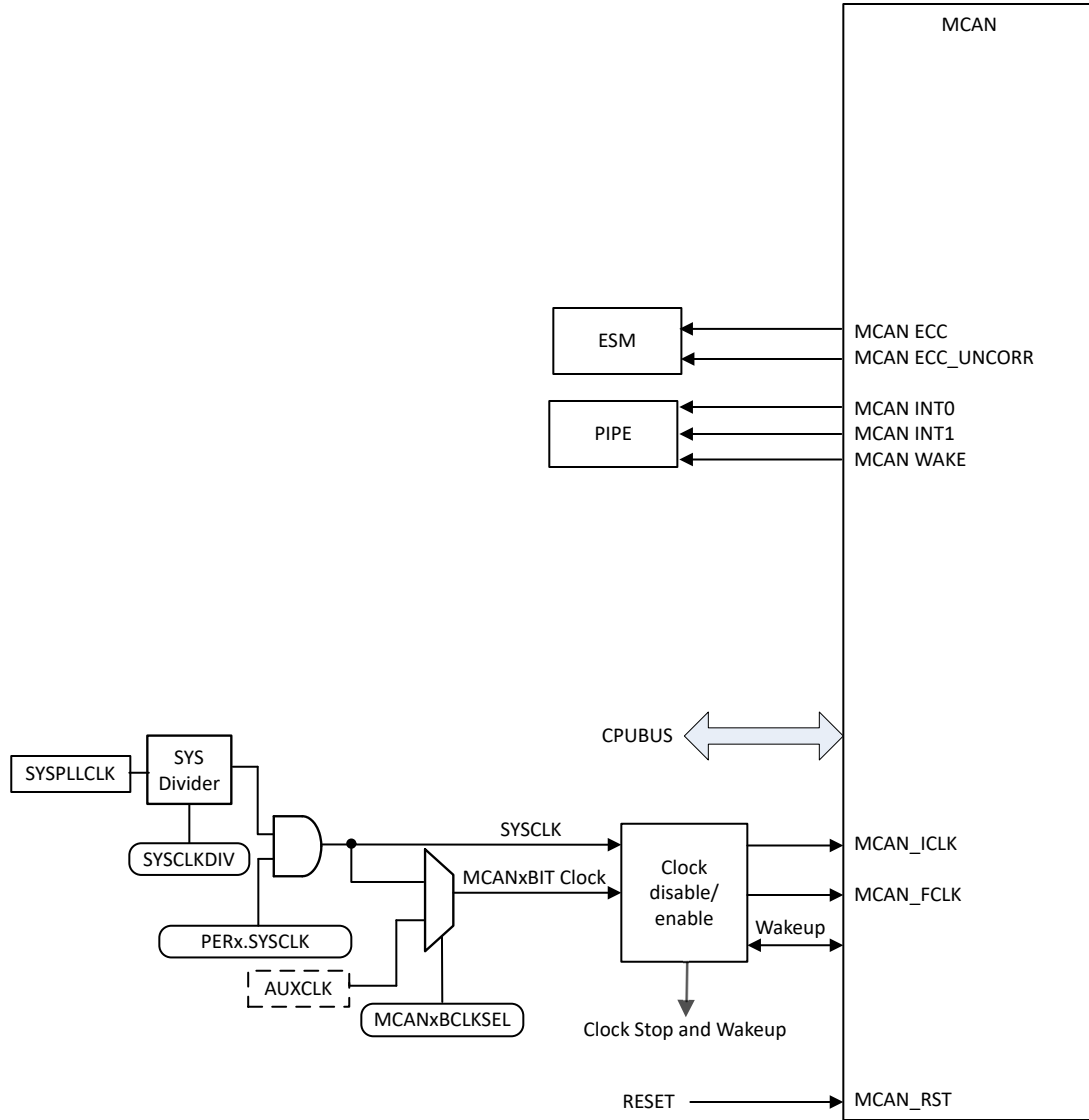 MCAN
ESM
MCAN ECC
MCAN ECC_UNCORR
PIPE
MCAN INT0
MCAN INT1
MCAN WAKE
CPUBUS
SYSPLLCLK
SYS
Divider
SYSCLKDIV
PERx.SYSCLK
AUXCLK
MCANxBCLKSEL
SYSCLK
MCANxBIT Clock
Clock
disable/
enable
Wakeup
MCAN_ICLK
MCAN_FCLK
Clock Stop and Wakeup
RESET
MCAN_RST